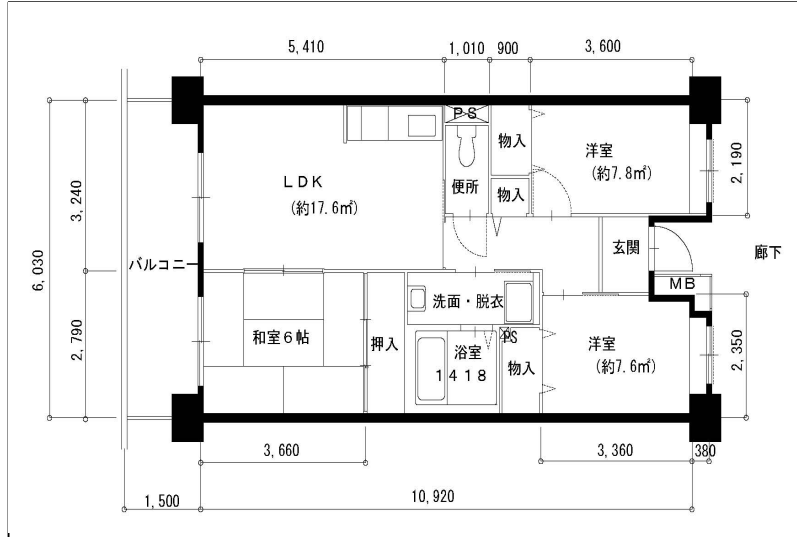 5,410
1,010
900
3,600
PS
物入
洋室
(約7.8㎡)
2,190
LDK
(約17.6㎡)
便所
物入
3,240
6,030
バルコニー
玄関
廊下
MB
洗面・脱衣
2,790
和室6帖
押入
浴室
1418
PS
物入
洋室
(約7.6㎡)
2,350
3,660
3,360
380
1,500
10,920